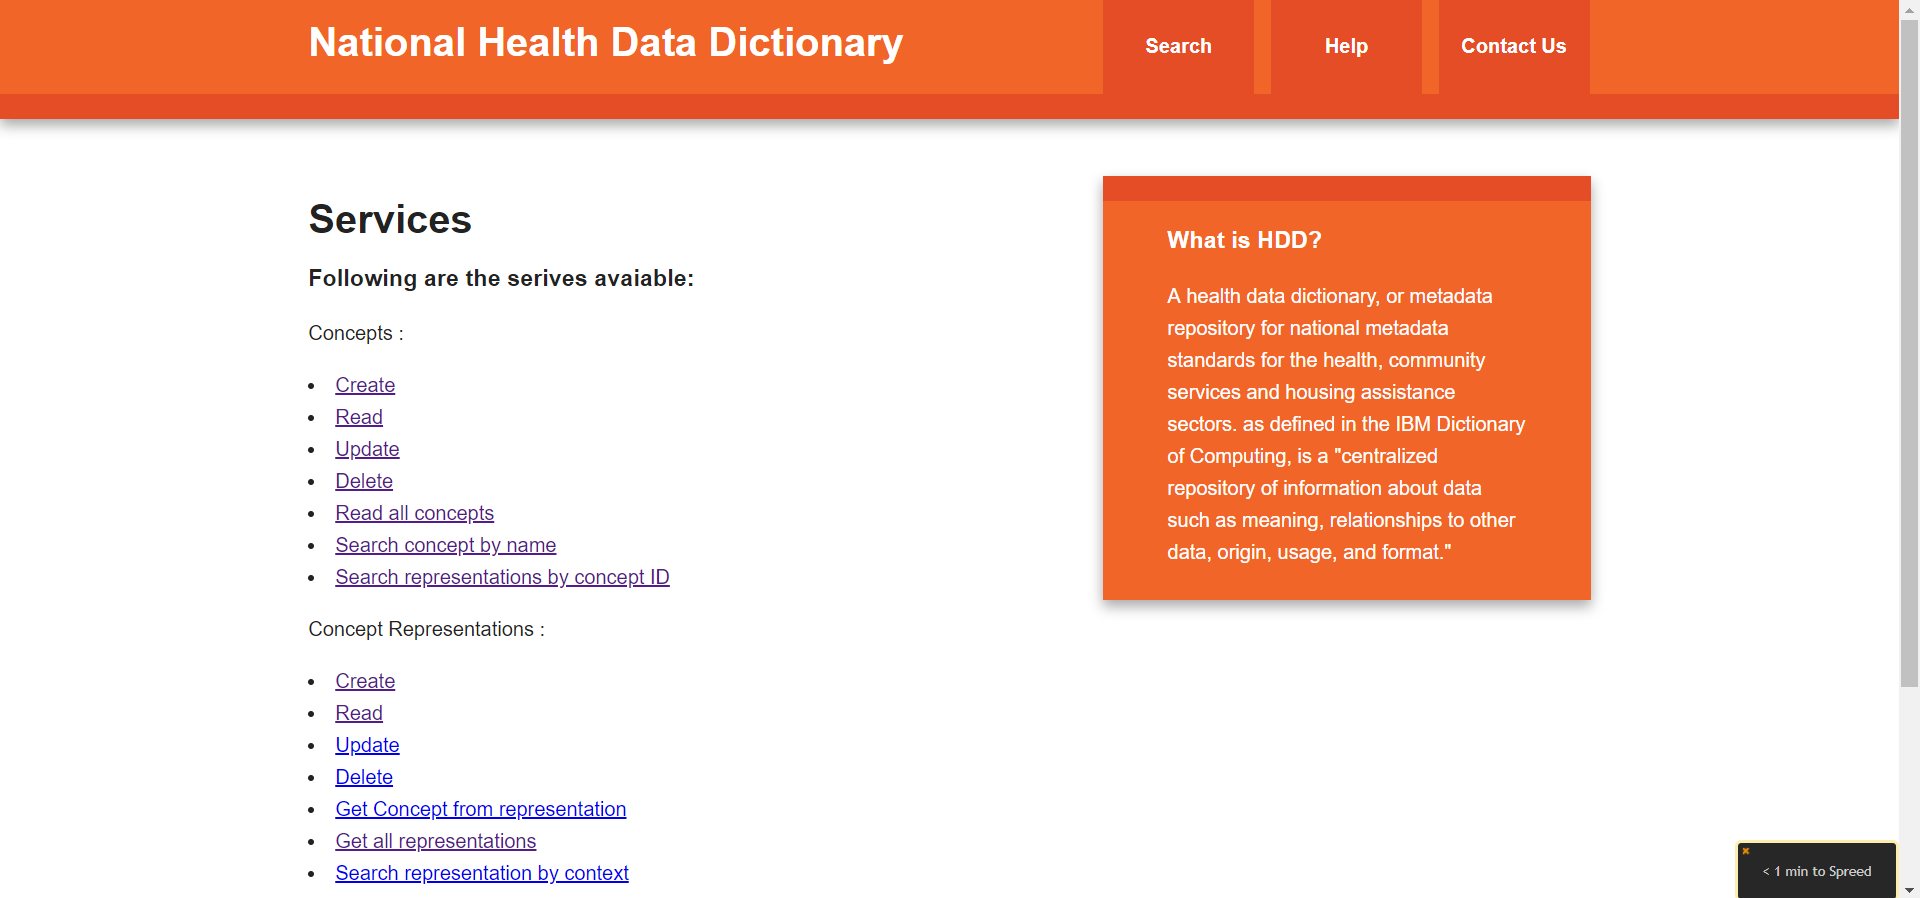 National Health Data Dictionary
Search
Help
Contact Us
Services
Following are the serives avaiable:
Concepts :
Create
Read
Update
Delete
Read all concepts
Search concept by name
Search representations by concept ID
Concept Representations :
Create
Read
Update
Delete
Get Concept from representation
Get all representations
Search representation by context
What is HDD?
A health data dictionary, or metadata
repository for national metadata
standards for the health, community
services and housing assistance
sectors. as defined in the IBM Dictionary
of Computing, is a "centralized
repository of information about data
such as meaning, relationships to other
data, origin, usage, and format."
< 1 min to Spreed